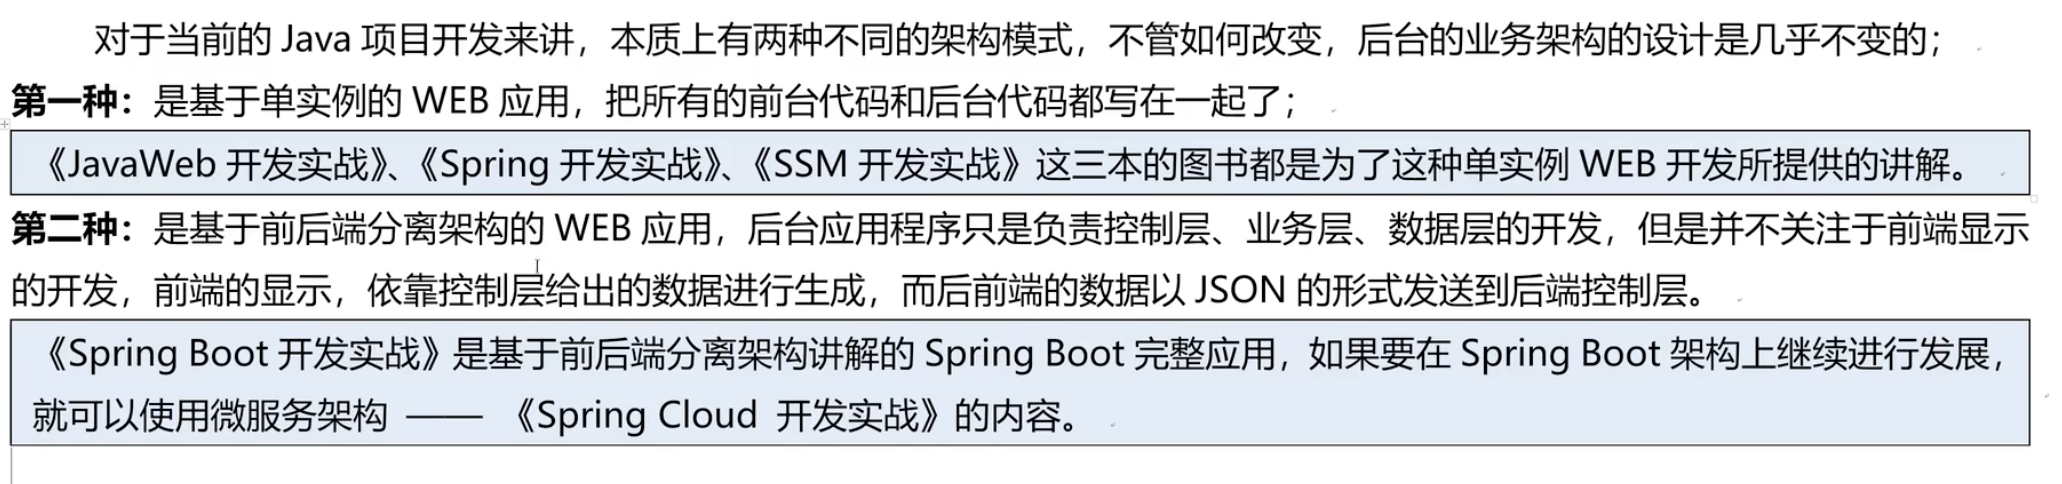 对于当前的 Java 项目开发来讲，本质上有两种不同的架构模式，不管如何改变，后台的业务架构的设计是几乎不变的；
第一种：是基于单实例的 WEB 应用，把所有的前台代码和后台代码都写在一起了；
《JavaWeb 开发实战》、《Spring 开发实战》、《SSM 开发实战》这三本的图书都是为了这种单实例 WEB 开发所提供的讲解。
第二种：是基于前后端分离架构的 WEB 应用，后台应用程序只是负责控制层、业务层、数据层的开发，但是并不关注于前端显示
的开发，前端的显示，依靠控制层给出的数据进行生成，而后前端的数据以 JSON 的形式发送到后端控制层。
《Spring Boot 开发实战》是基于前后端分离架构讲解的 Spring Boot 完整应用，如果要在 Spring Boot 架构上继续进行发展，
就可以使用微服务架构 —— 《Spring Cloud 开发实战》的内容。